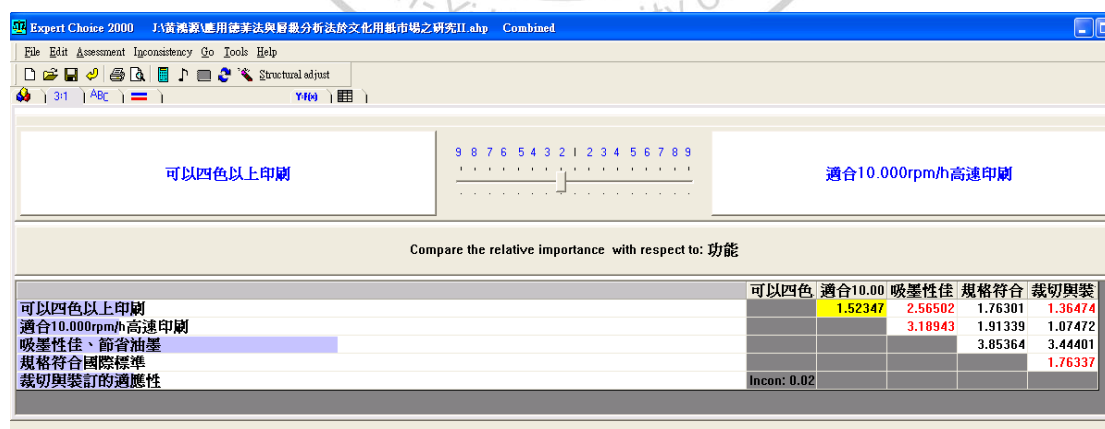 Expert Choice 2000 J:\黃鴻源\應用德菲法與層級分析法於文化用紙市場之研究II.ahp Combined
File Edit Assessment Inconsistency Go Tools Help
Structural adjust
3:1 ABC Y:F(x)
9 8 7 6 5 4 3 2 1 2 3 4 5 6 7 8 9
可以四色以上印刷 適合10.000rpm/h高速印刷
Compare the relative importance with respect to: 功能
可以四色 適合10.00 吸墨性佳 規格符合 裁切與裝
可以四色以上印刷 1.52347 2.56502 1.76301 1.36474
適合10.000rpm/h高速印刷 3.18943 1.91339 1.07472
吸墨性佳、節省油墨 3.85364 3.44401
規格符合國際標準 1.76337
裁切與裝訂的適應性 Incon: 0.02